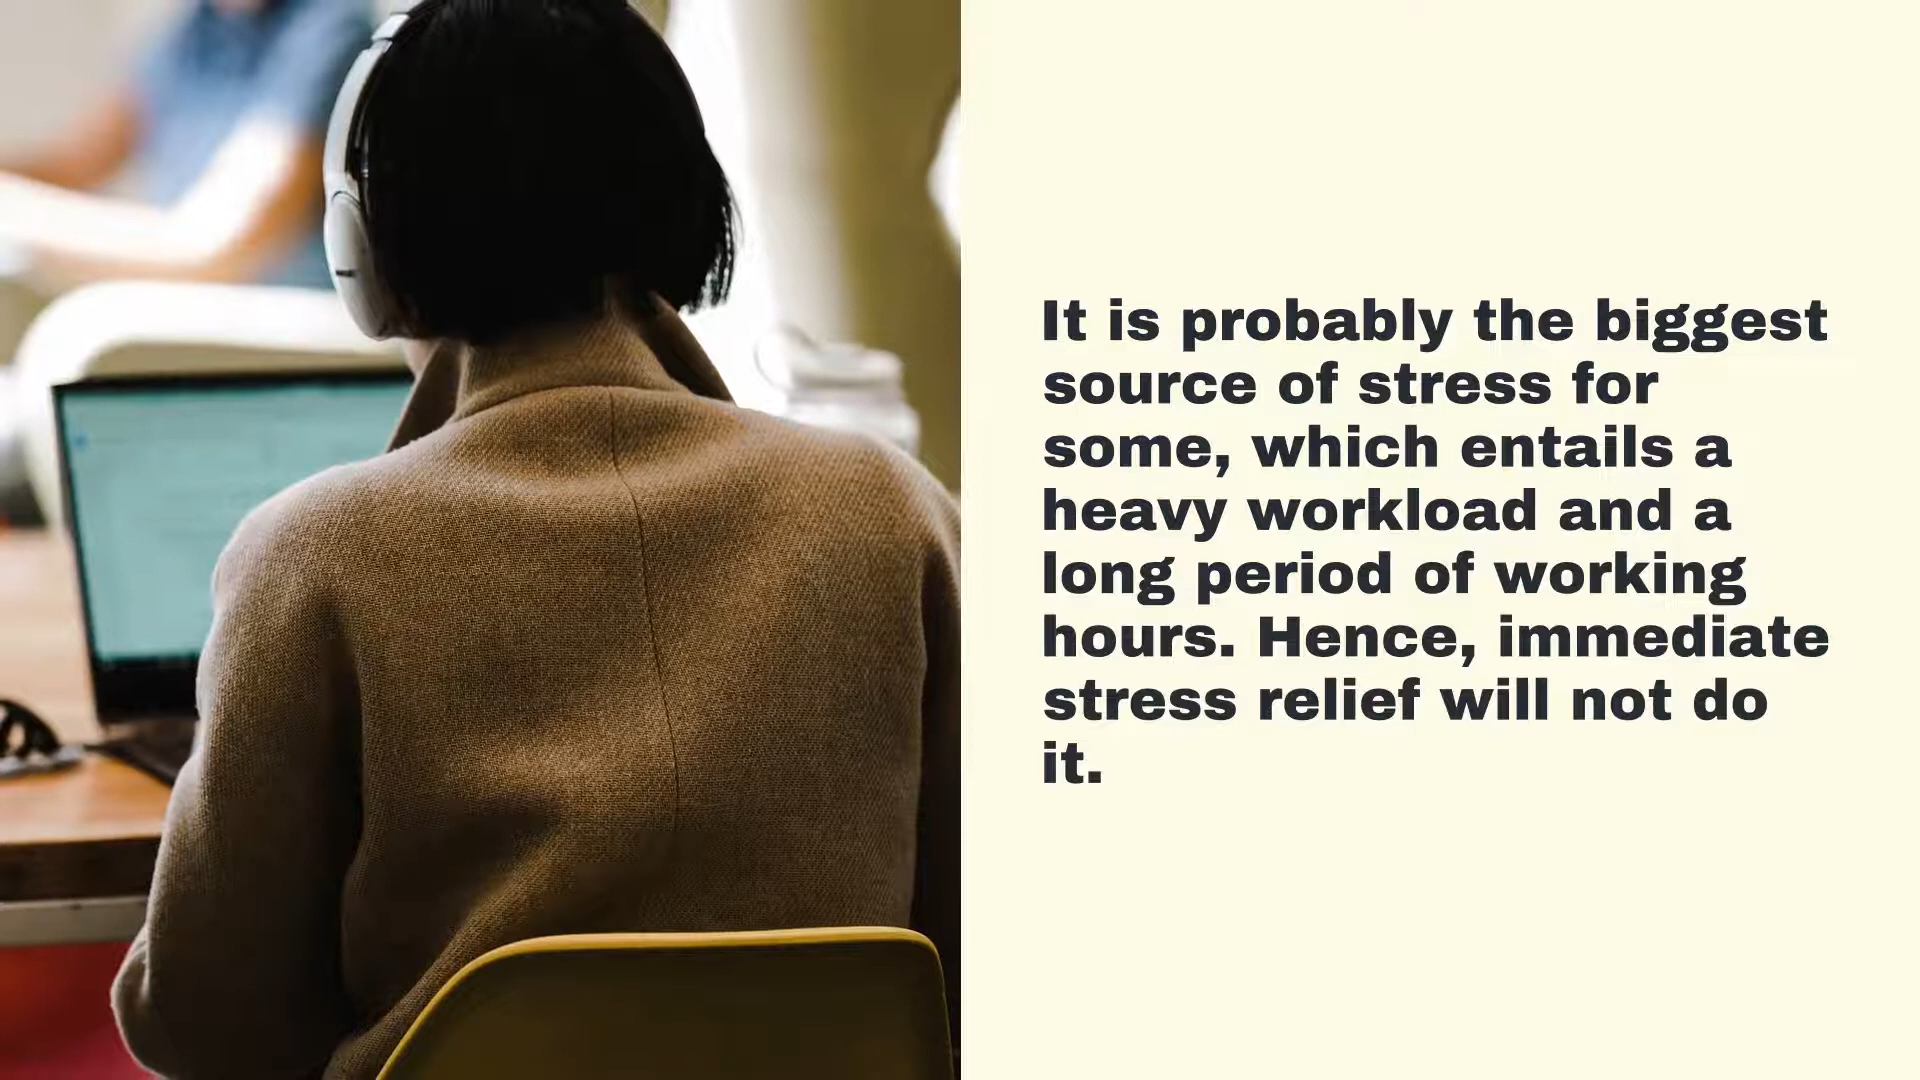 It is probably the biggest
source of stress for
some, which entails a
heavy workload and a
long period of working
hours. Hence, immediate
stress relief will not do
it.